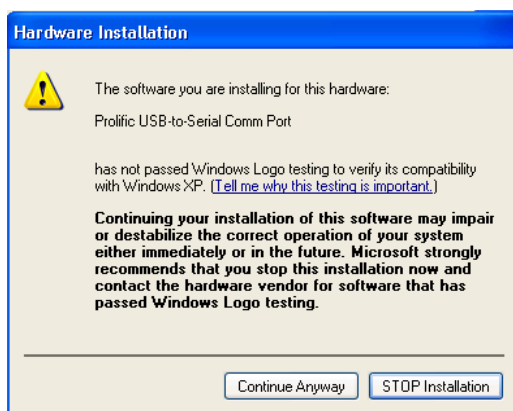 Hardware Installation
The software you are installing for this hardware:
Prolific USB-to-Serial Comm Port
has not passed Windows Logo testing to verify its compatibility
with Windows XP. (Tell me why this testing is important.)
Continuing your installation of this software may impair
or destabilize the correct operation of your system
either immediately or in the future. Microsoft strongly
recommends that you stop this installation now and
contact the hardware vendor for software that has
passed Windows Logo testing.
Continue Anyway
STOP Installation